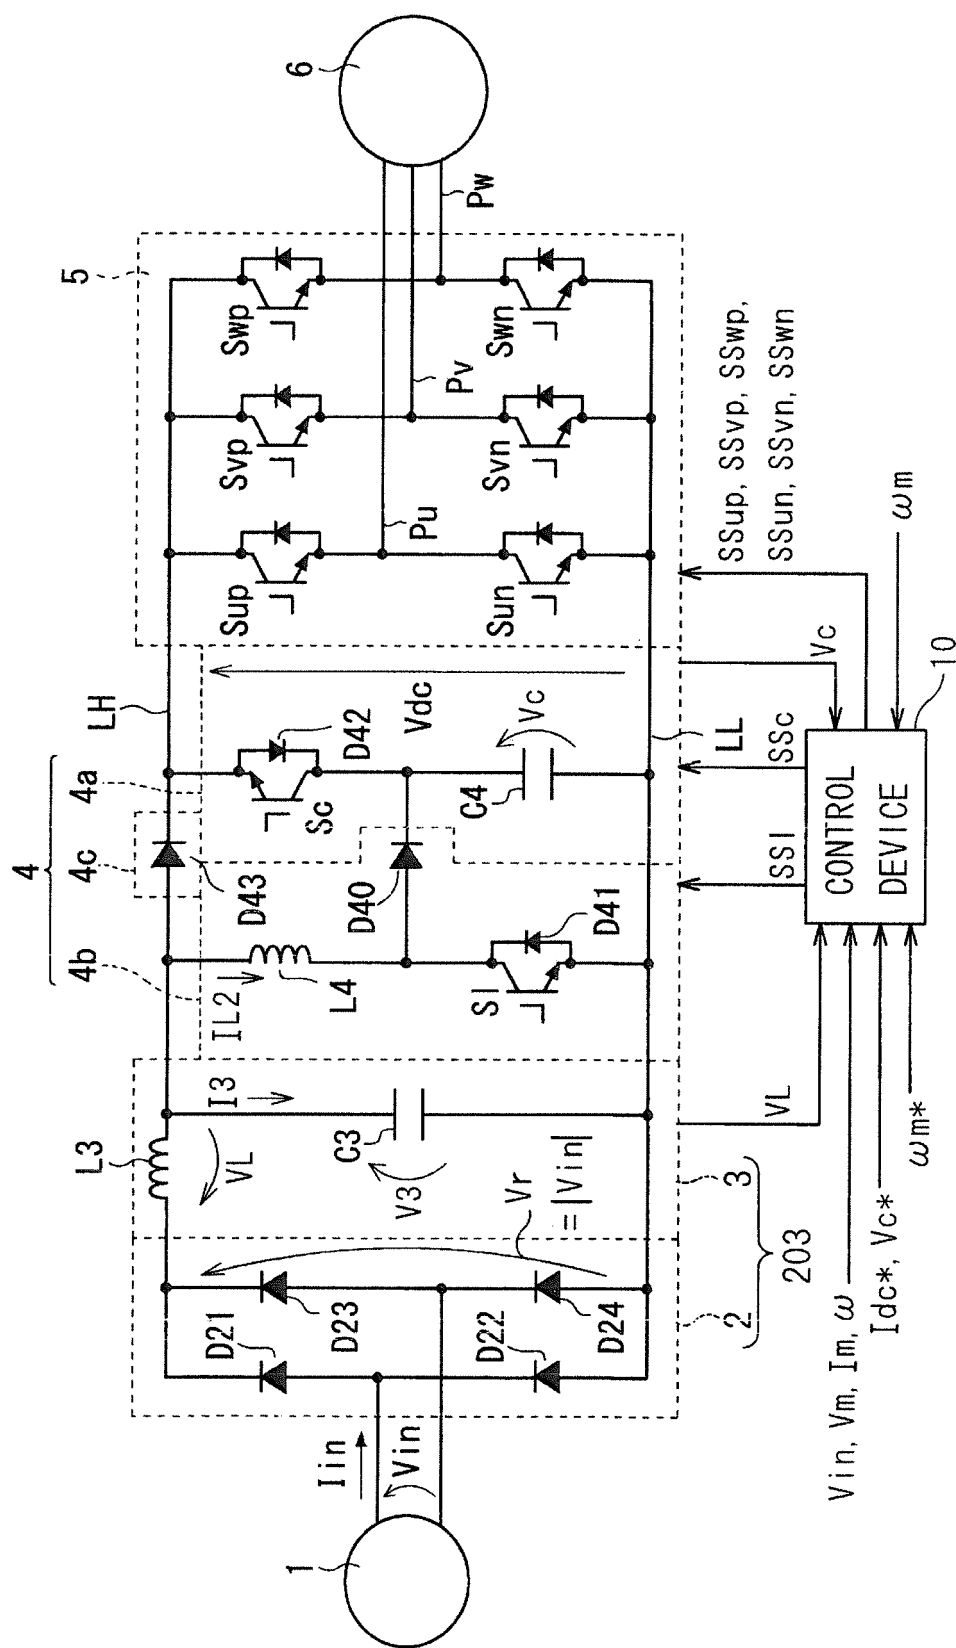 4
4b
4c
4a
5
6
1
LH
L3
VL
I3
IL2
D43
L4
D40
D41
Sl
Sc
D42
Vdc
Vc
C4
LL
C3
V3
Vr
=|Vin|
D21
D23
D22
D24
Iin
Vin
Sup
Svp
Swp
Sun
Svn
Swn
Pu
Pv
Pw
2
3
203
VL
SSl
SSc
Vc
SSup, SSvp, SSwp,
SSun, SSvn, SSwn
CONTROL
DEVICE
10
ωm
Vin, Vm, Im, ω
Idc*, Vc*
ωm*